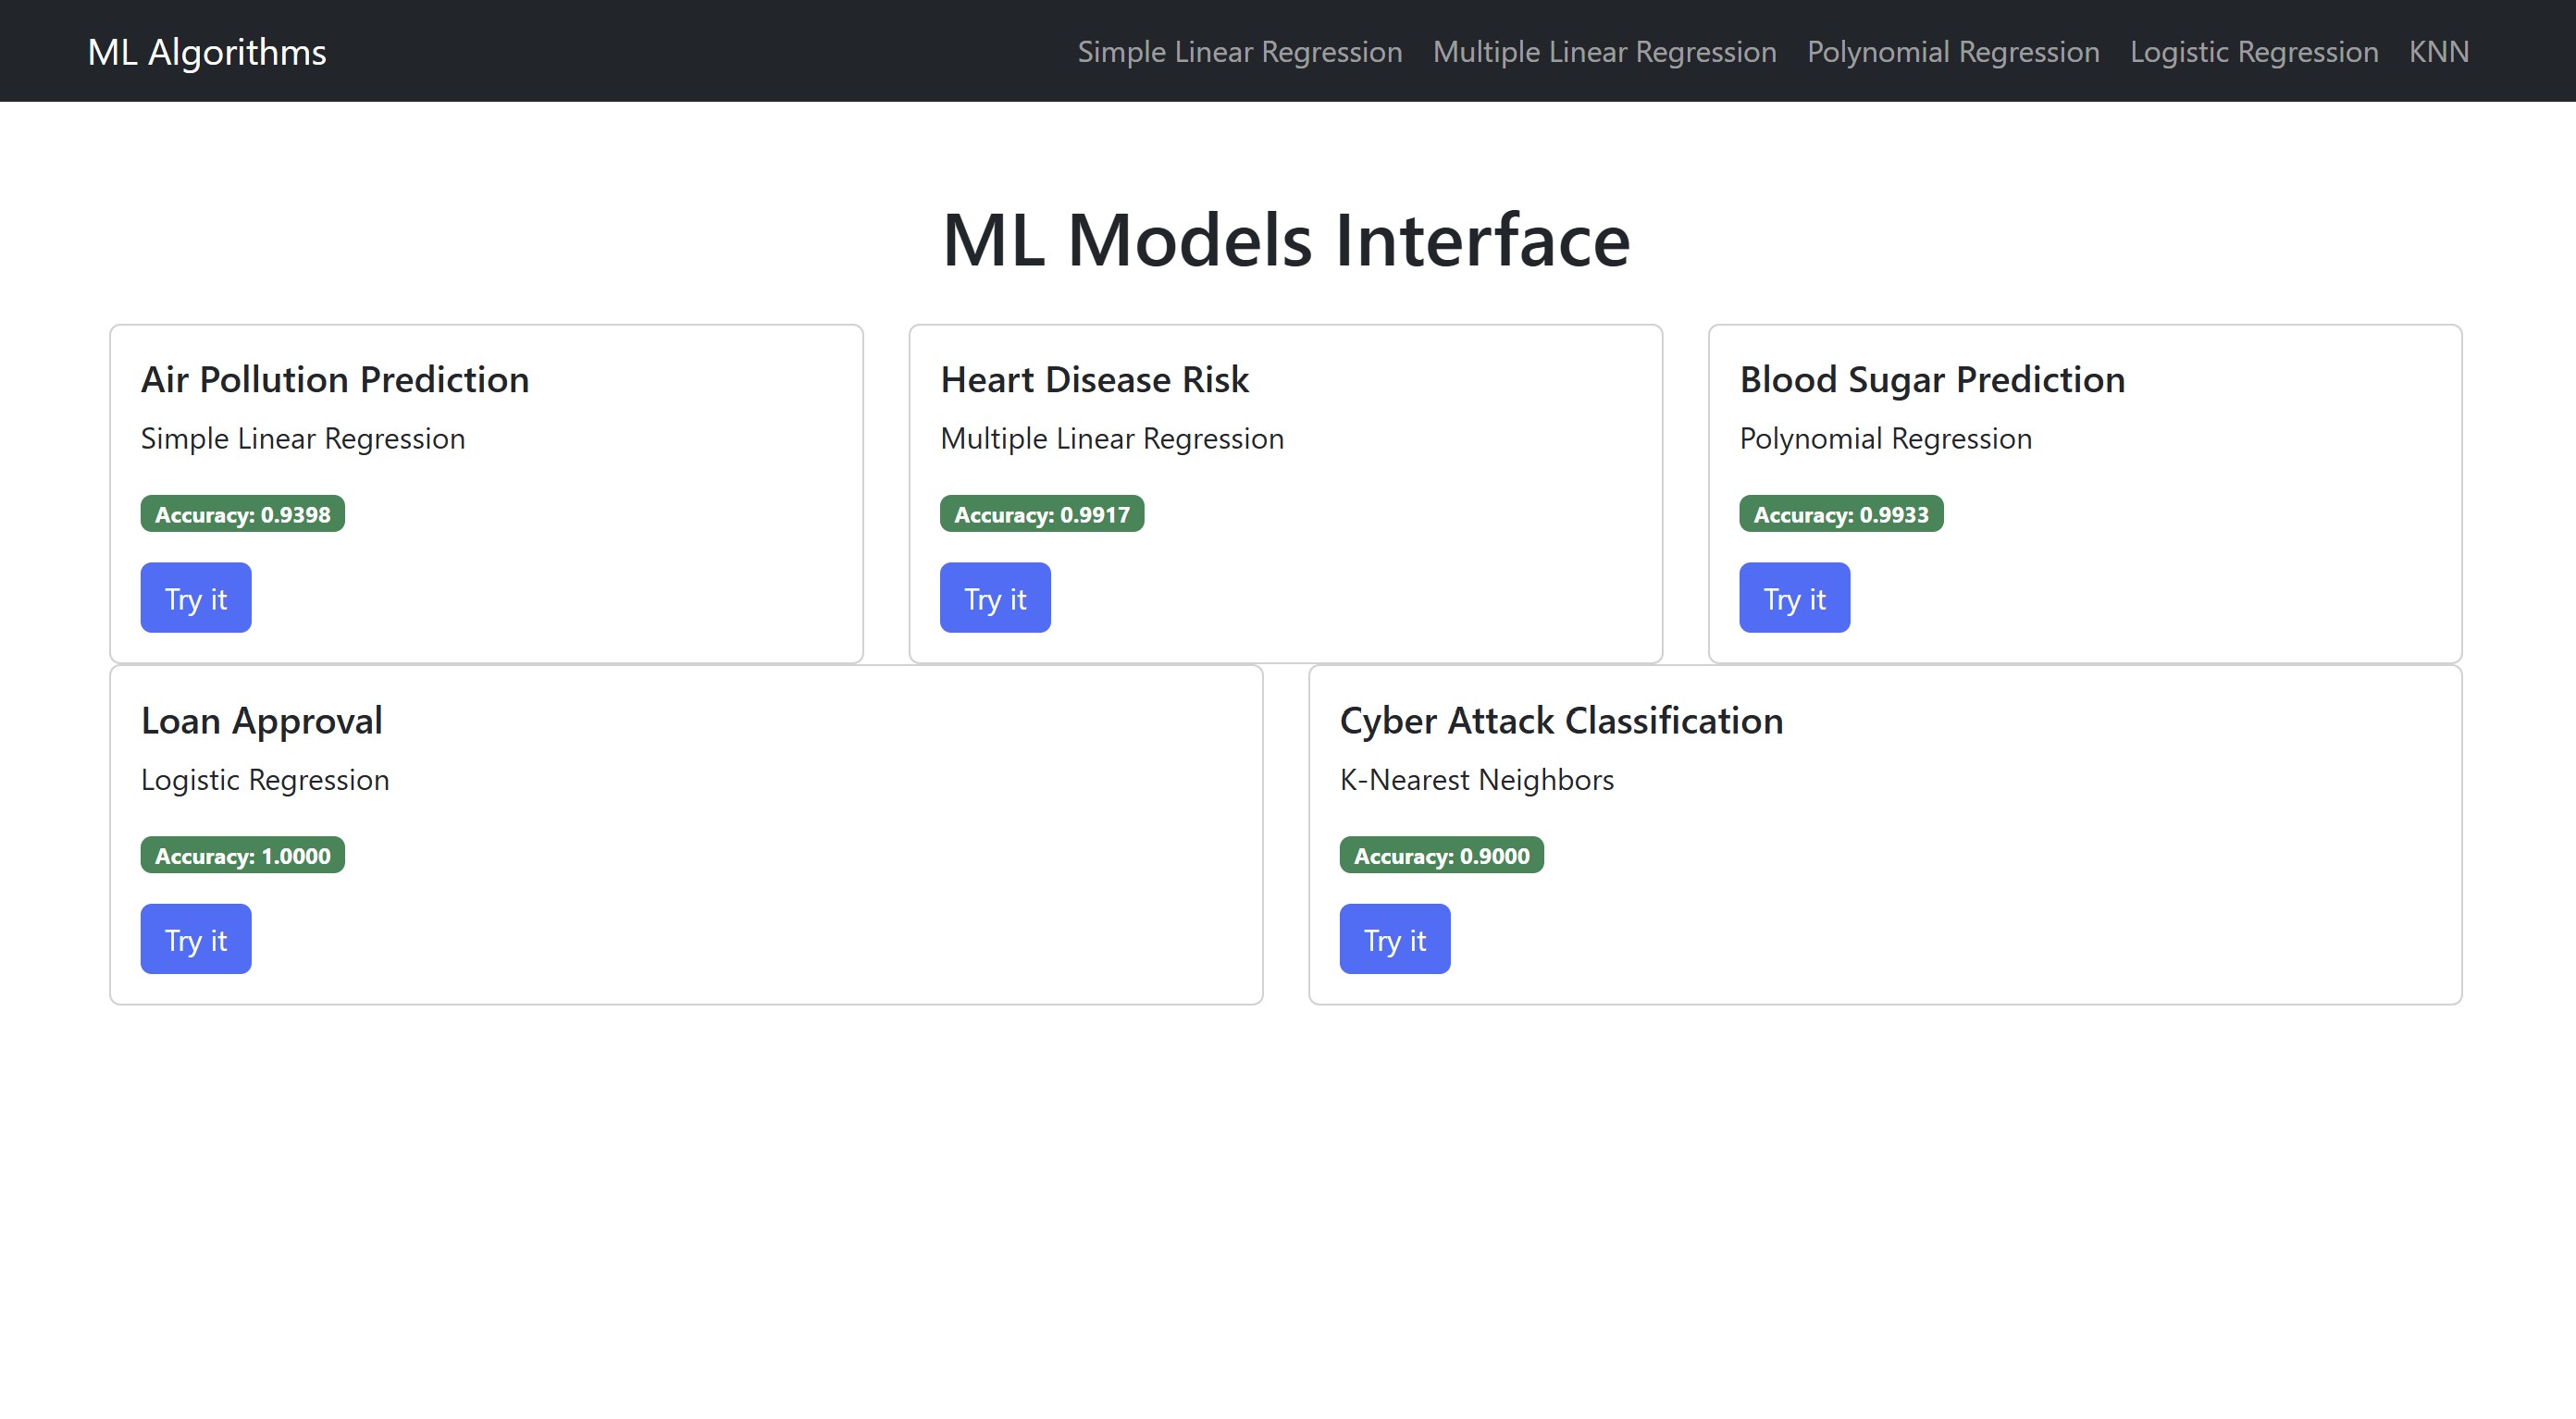 ML Algorithms
Simple Linear Regression Multiple Linear Regression Polynomial Regression Logistic Regression KNN
ML Models Interface
Air Pollution Prediction
Simple Linear Regression
Accuracy: 0.9398
Try it
Heart Disease Risk
Multiple Linear Regression
Accuracy: 0.9917
Try it
Blood Sugar Prediction
Polynomial Regression
Accuracy: 0.9933
Try it
Loan Approval
Logistic Regression
Accuracy: 1.0000
Try it
Cyber Attack Classification
K-Nearest Neighbors
Accuracy: 0.9000
Try it